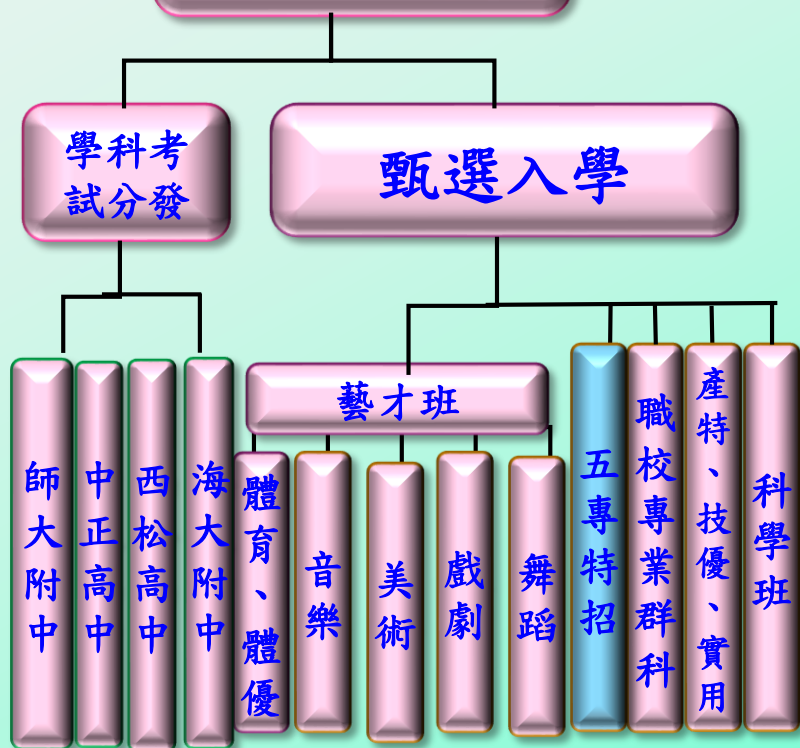 學科考
試分發
甄選入學
藝才班
師大附中
中正高中
西松高中
海大附中
體育、體優
音樂
美術
戲劇
舞蹈
五專特招
職校專業群科
產特、技優、實用
科學班